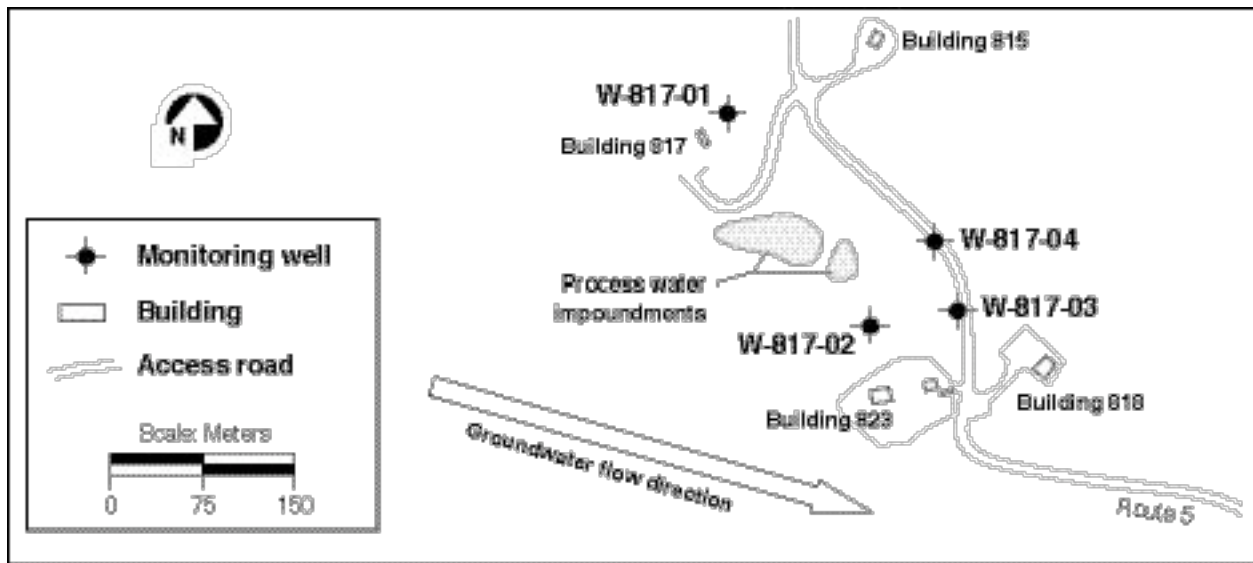 Building 815
W-817-01
N
Building 817
W-817-04
Monitoring well
Process water
impoundments
Building
W-817-03
W-817-02
Access road
Building 818
Building 823
Scale: Meters
Groundwater flow direction
0 75 150
Route 5